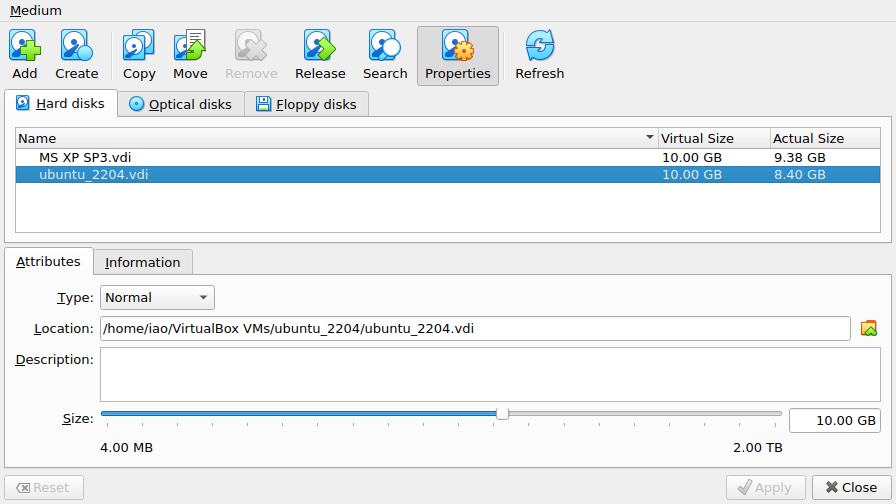 Medium
Add Create Copy Move Remove Release Search Properties Refresh
Hard disks Optical disks Floppy disks
Name Virtual Size Actual Size
MS XP SP3.vdi 10.00 GB 9.38 GB
ubuntu_2204.vdi 10.00 GB 8.40 GB
Attributes Information
Type: Normal
Location: /home/iao/VirtualBox VMs/ubuntu_2204/ubuntu_2204.vdi
Description:
Size: 10.00 GB
4.00 MB 2.00 TB
Reset Apply Close